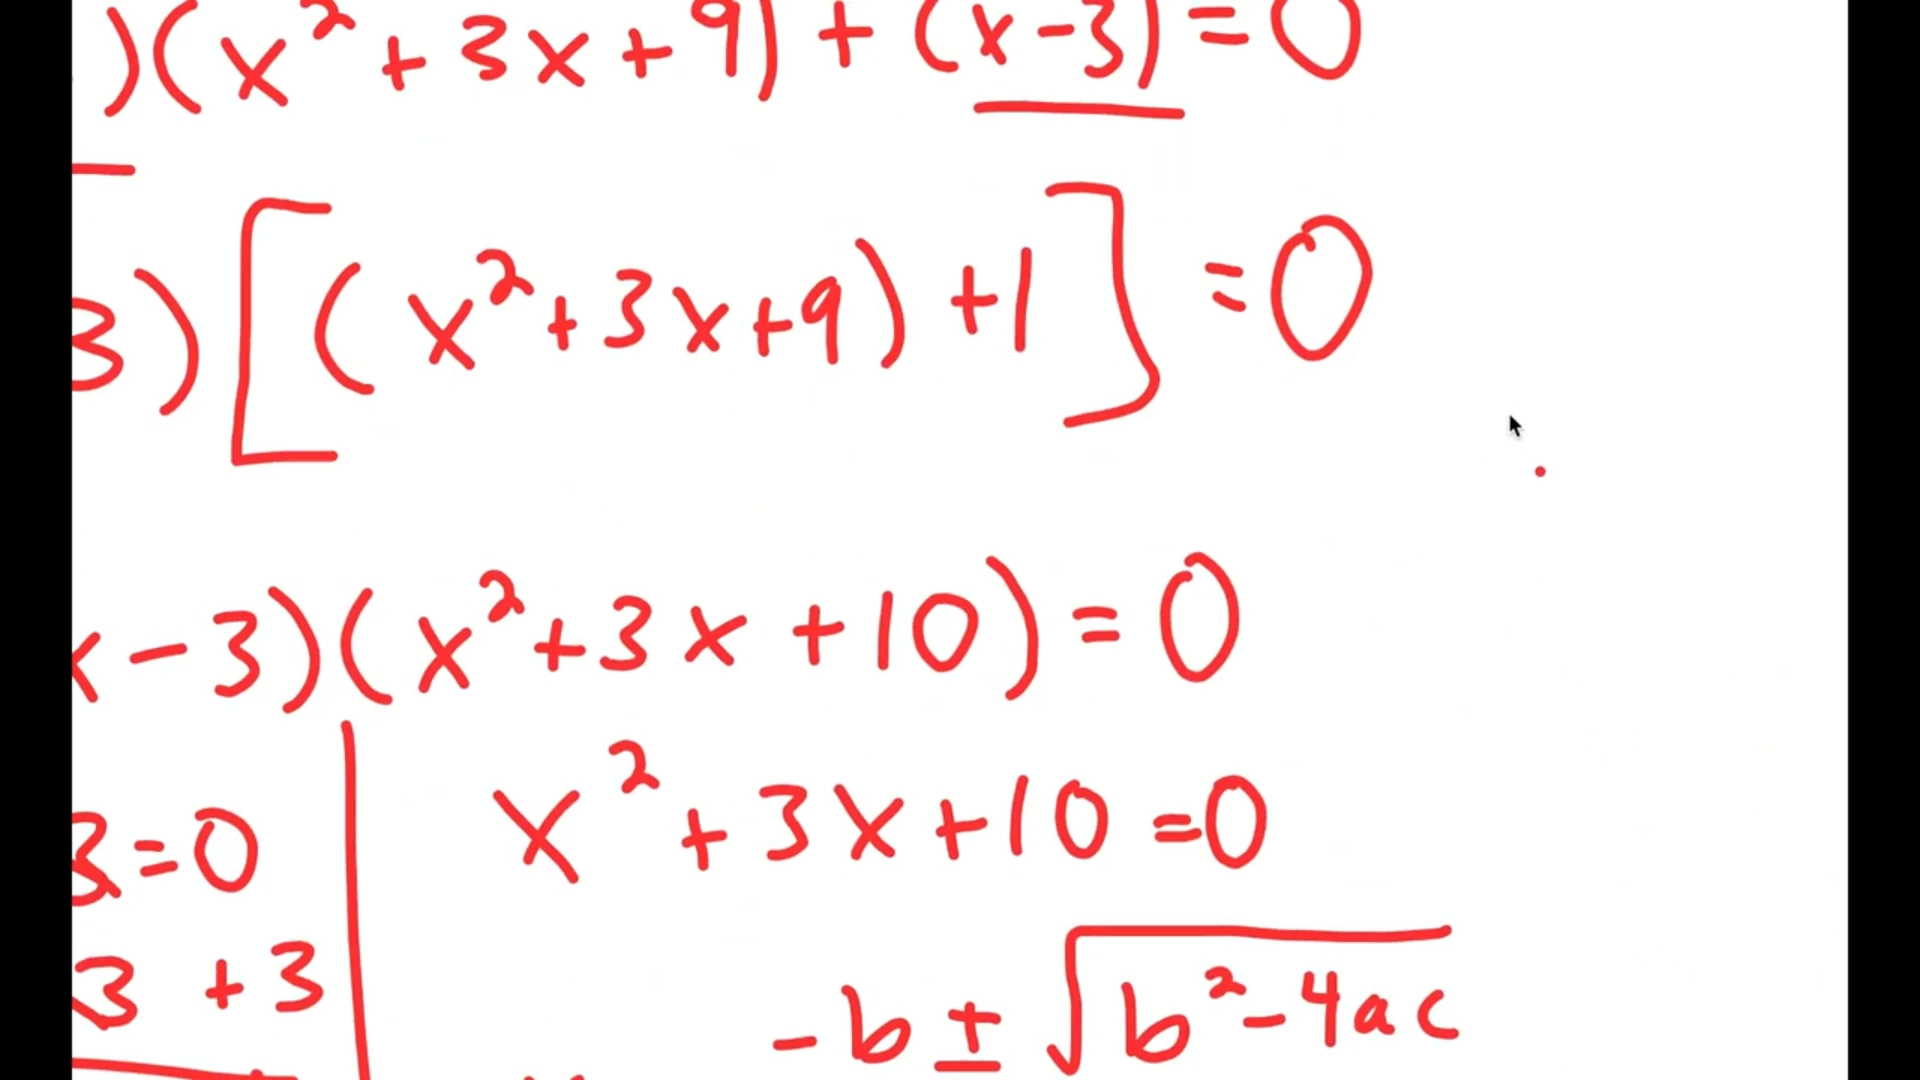 )(x²+3x+9)+(x-3)=0
3)[(x²+3x+9)+1]=0
x-3)(x²+3x+10)=0
x²+3x+10=0
3=0
3 +3
-b±√b²-4ac